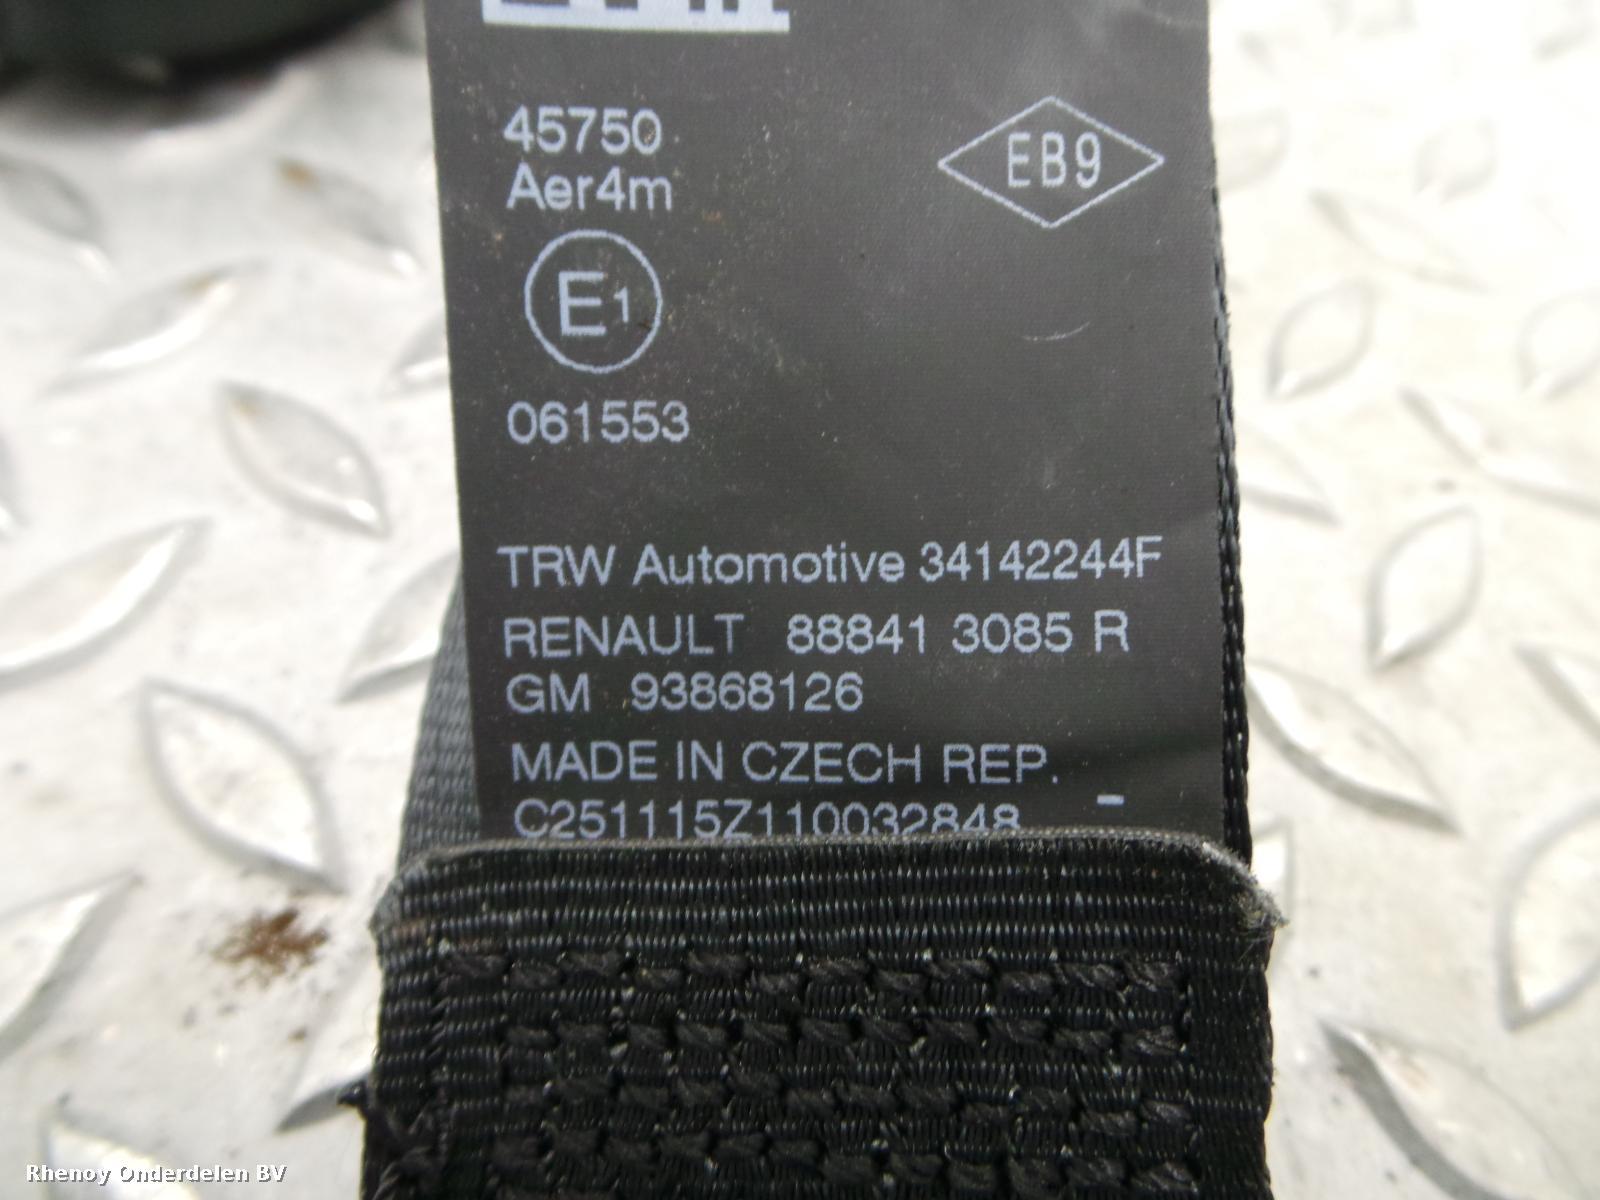 45750
Aer4m
EB9
E1
061553
TRW Automotive 34142244F
RENAULT 88841 3085 R
GM 93868126
MADE IN CZECH REP.
C251115Z110032848 -
Rhenoy Onderdelen BV